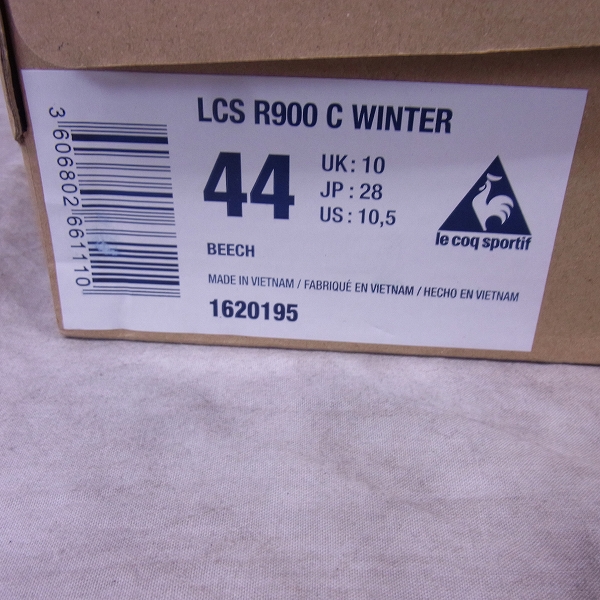 LCS R900 C WINTER
44
UK: 10
JP : 28
US : 10,5
le coq sportif
BEECH
MADE IN VIETNAM / FABRIQUÉ EN VIETNAM / HECHO EN VIETNAM
1620195
3 606802 661110